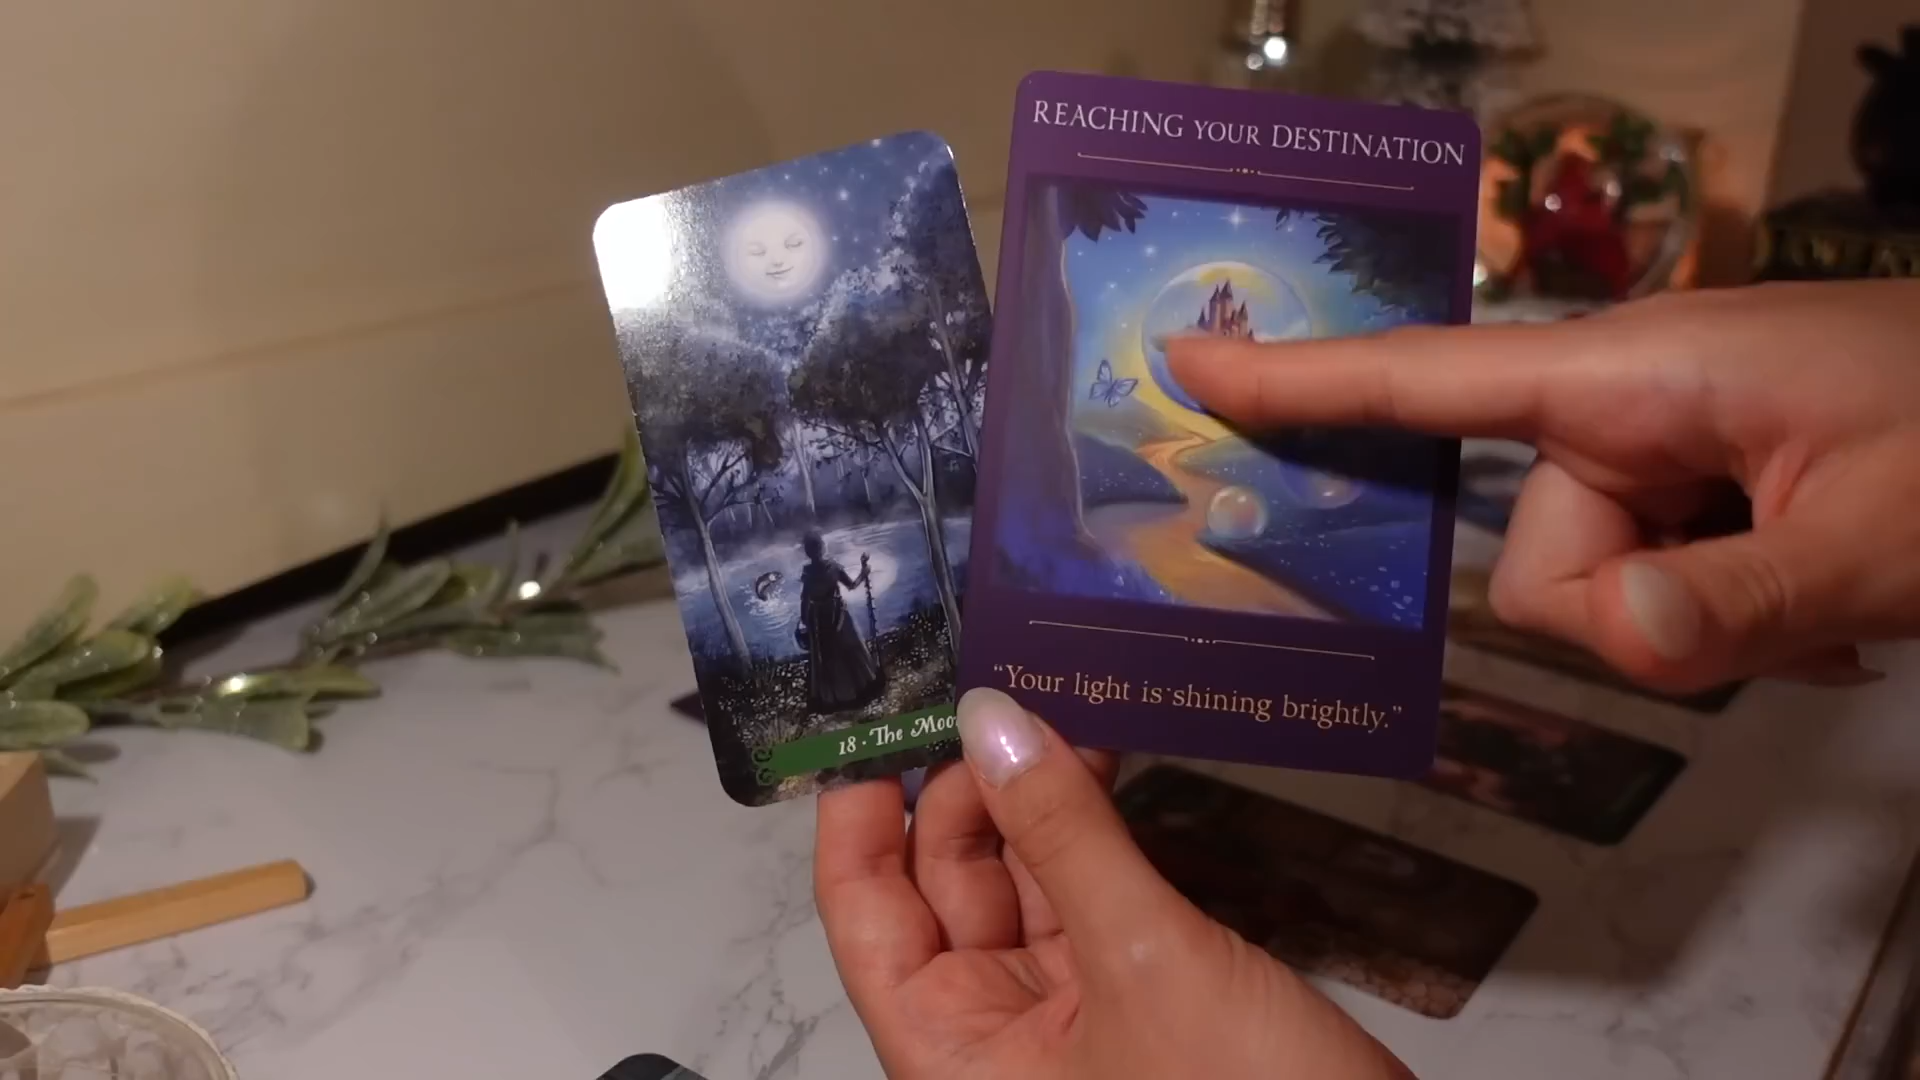 REACHING YOUR DESTINATION
"Your light is shining brightly."
18 · The Moo